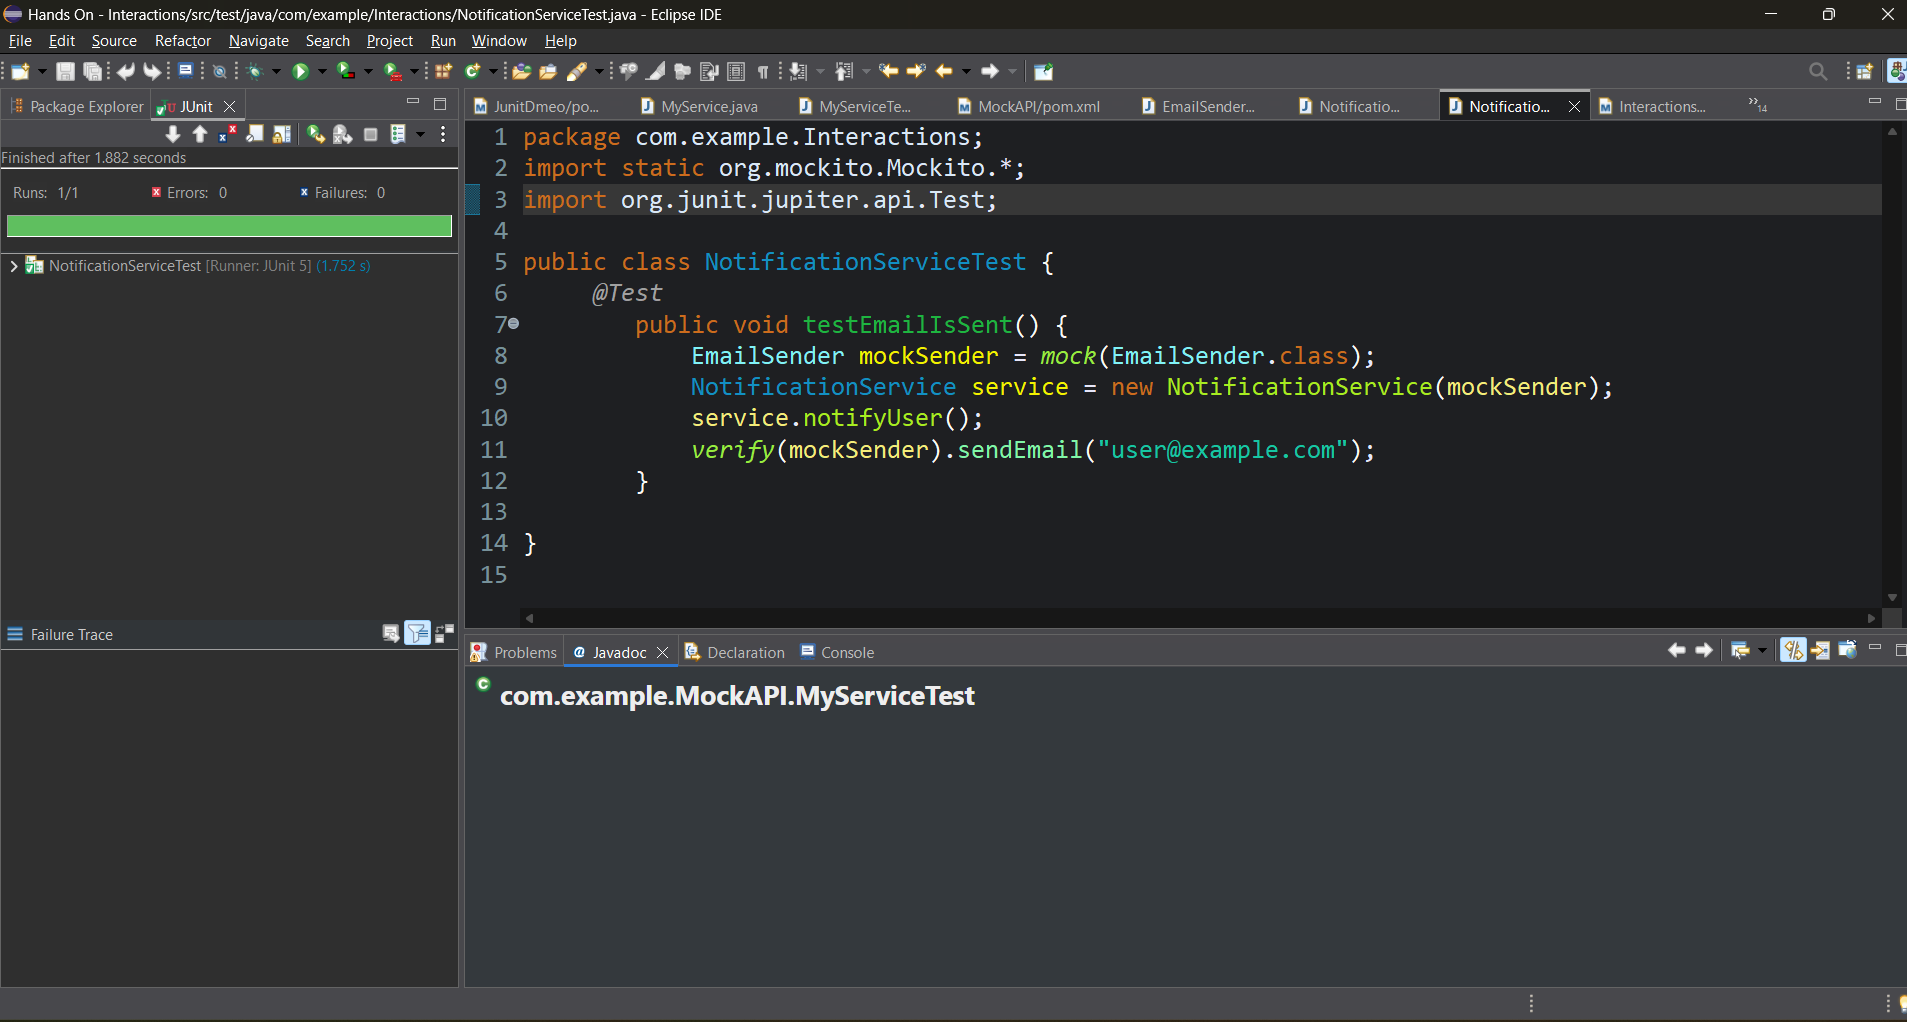 Hands On - Interactions/src/test/java/com/example/Interactions/NotificationServiceTest.java - Eclipse IDE
File Edit Source Refactor Navigate Search Project Run Window Help
Package Explorer JUnit
Finished after 1.882 seconds
Runs: 1/1 Errors: 0 Failures: 0
NotificationServiceTest [Runner: JUnit 5] (1.752 s)
Failure Trace
JunitDmeo/po... MyService.java MyServiceTe... MockAPI/pom.xml EmailSender... Notificatio... Notificatio... Interactions... »14
1 package com.example.Interactions;
2 import static org.mockito.Mockito.*;
3 import org.junit.jupiter.api.Test;
4
5 public class NotificationServiceTest {
6 @Test
7 public void testEmailIsSent() {
8 EmailSender mockSender = mock(EmailSender.class);
9 NotificationService service = new NotificationService(mockSender);
10 service.notifyUser();
11 verify(mockSender).sendEmail("user@example.com");
12 }
13
14 }
15
Problems @ Javadoc Declaration Console
com.example.MockAPI.MyServiceTest